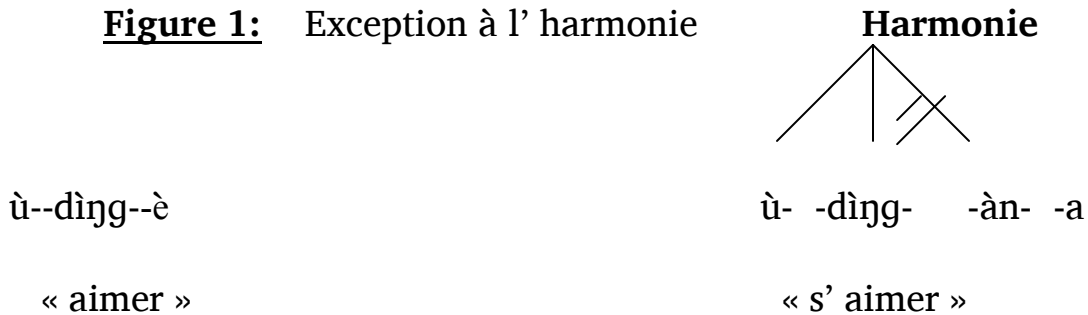 Figure 1: Exception à l’ harmonie Harmonie
ù--dìŋg--è ù- -dìŋg- -àn- -a
« aimer » « s’ aimer »